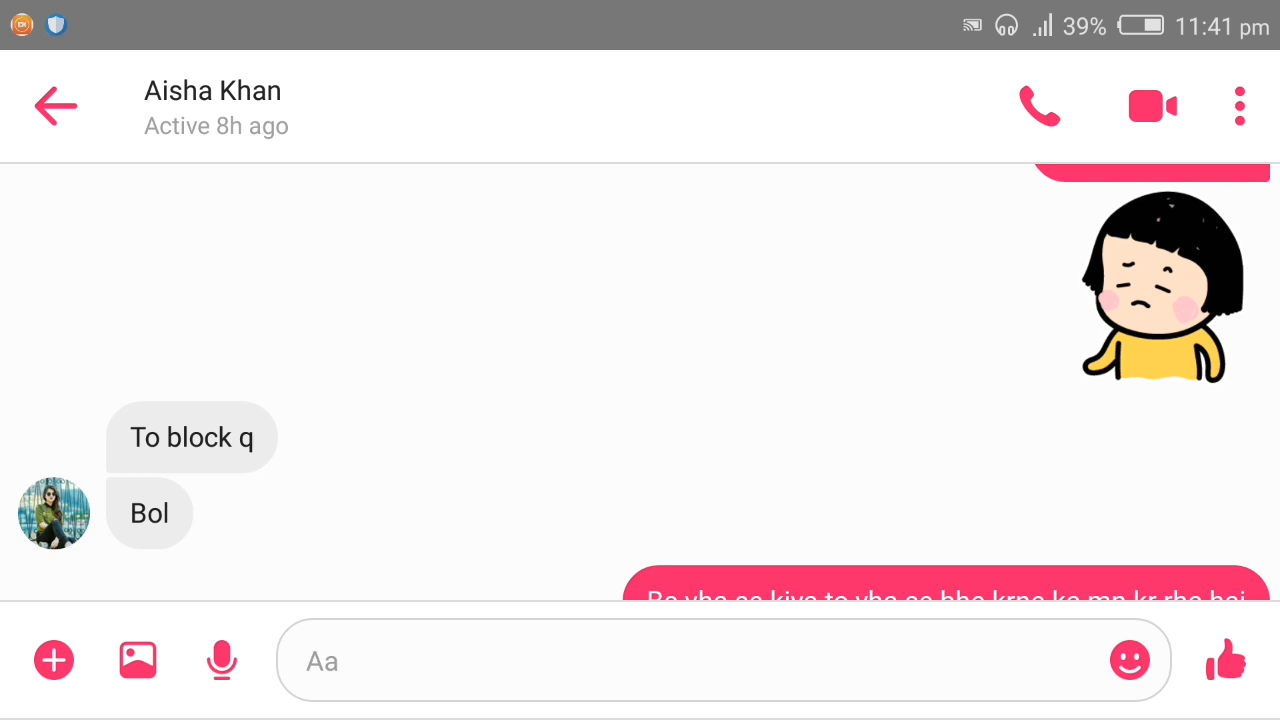 39% 11:41 pm
Aisha Khan
Active 8h ago
To block q
Bol
Aa